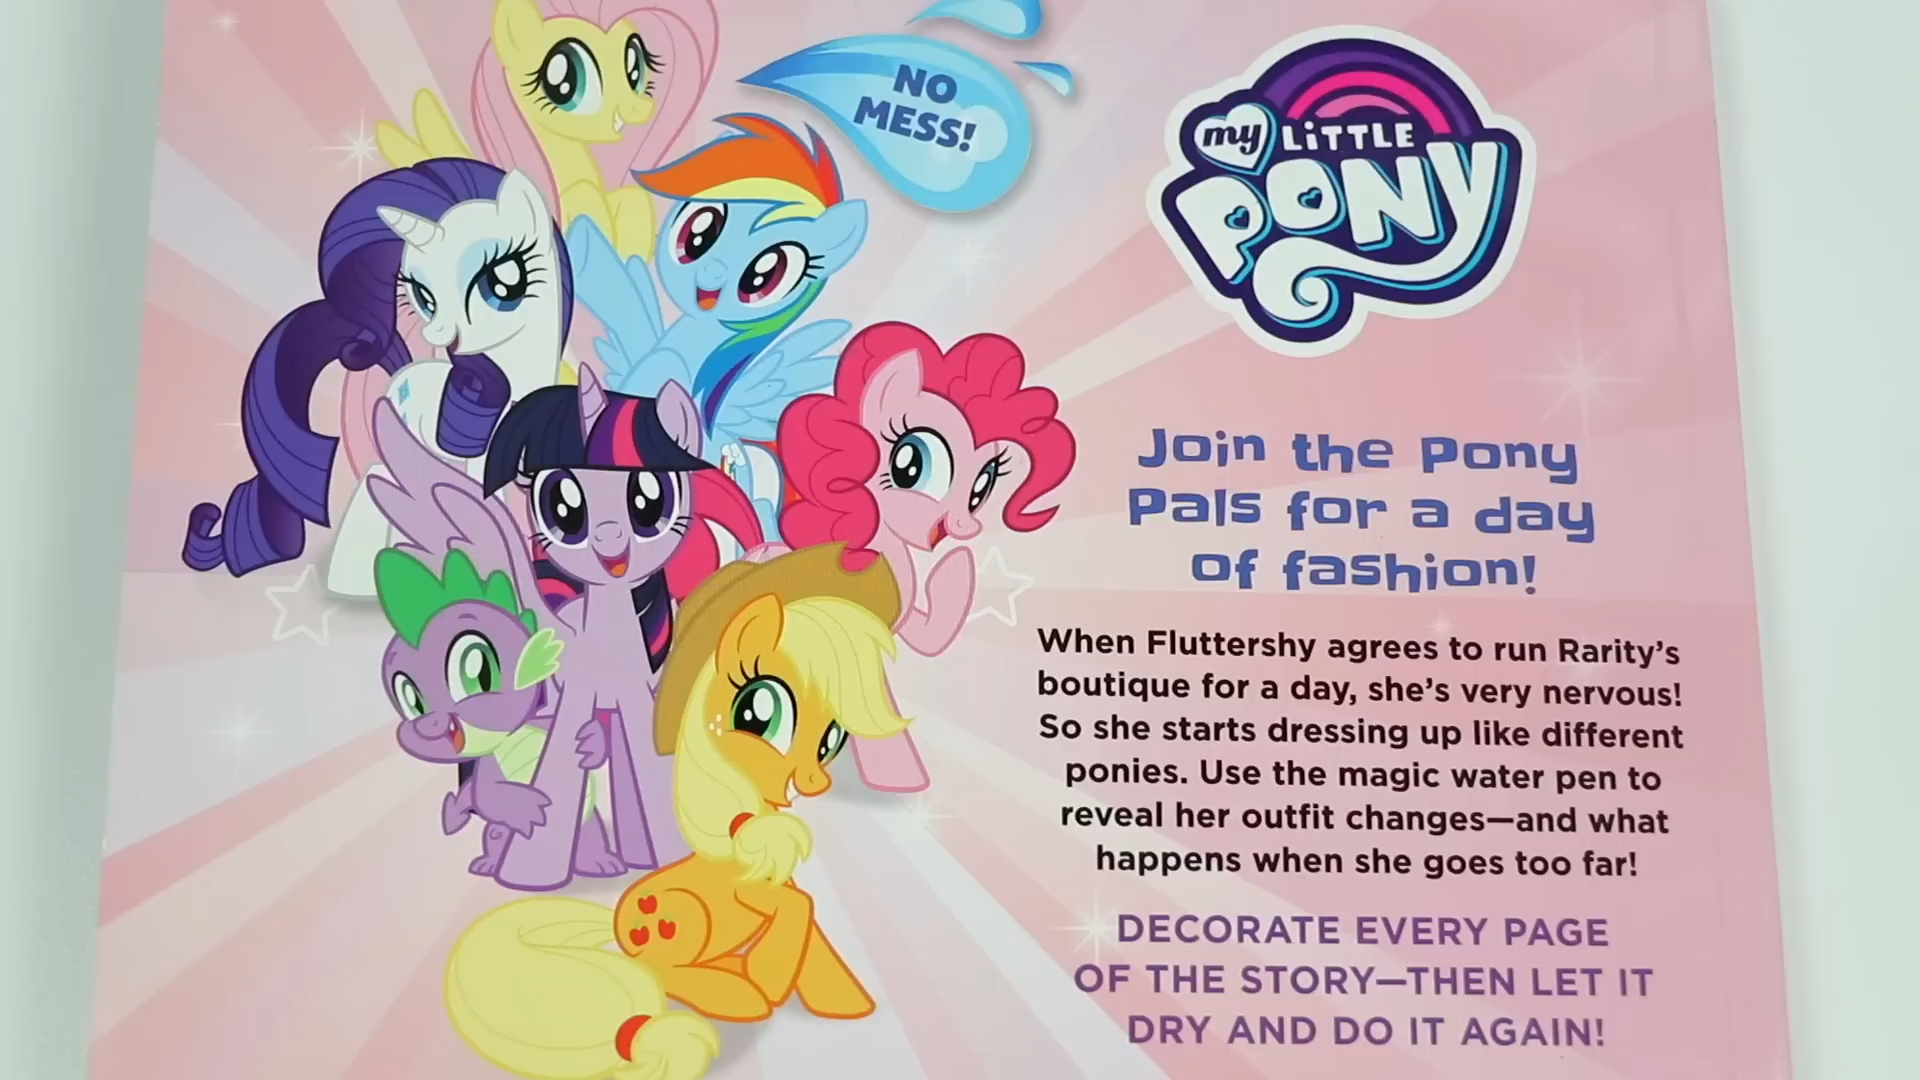 NO
MESS!
my LiTTLE
PONY
Join the Pony
Pals for a day
of fashion!
When Fluttershy agrees to run Rarity's
boutique for a day, she's very nervous!
So she starts dressing up like different
ponies. Use the magic water pen to
reveal her outfit changes—and what
happens when she goes too far!
DECORATE EVERY PAGE
OF THE STORY—THEN LET IT
DRY AND DO IT AGAIN!